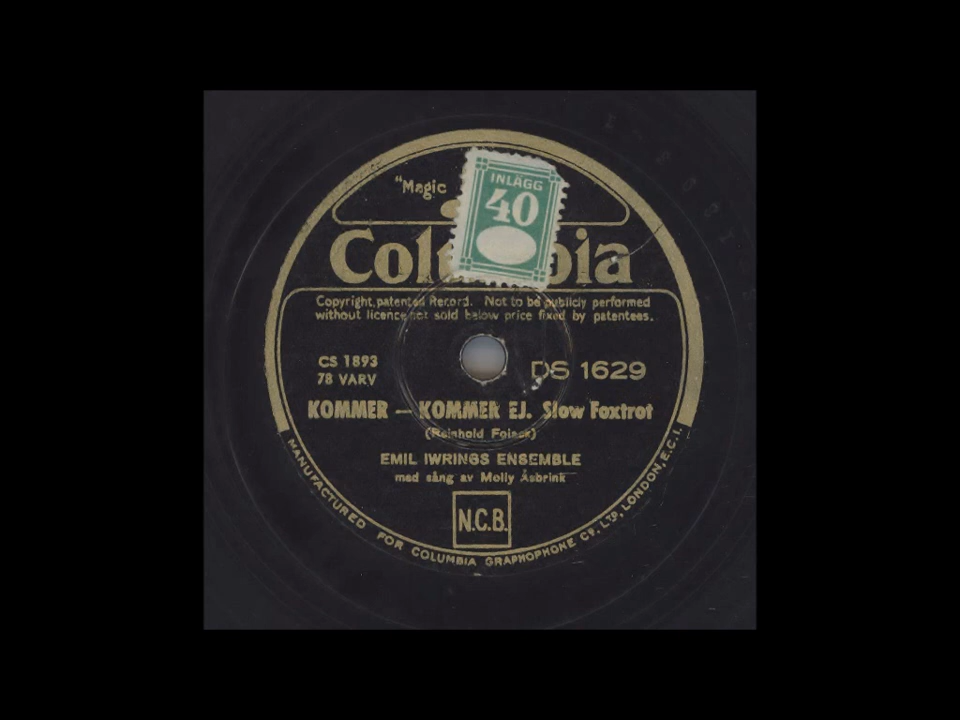 "Magic
INLÄGG
40
Columbia
Copyright, patented Record. Not to be publicly performed
without licence not sold below price fixed by patentees.
CS 1893
78 VARV
DS 1629
KOMMER — KOMMER EJ. Slow Foxtrot
(Reinhold
EMIL IWRINGS ENSEMBLE
med sång av Molly Åsbrink
N.C.B.
MANUFACTURED FOR COLUMBIA GRAPHOPHONE CO. LTD, LONDON, E.C.1.